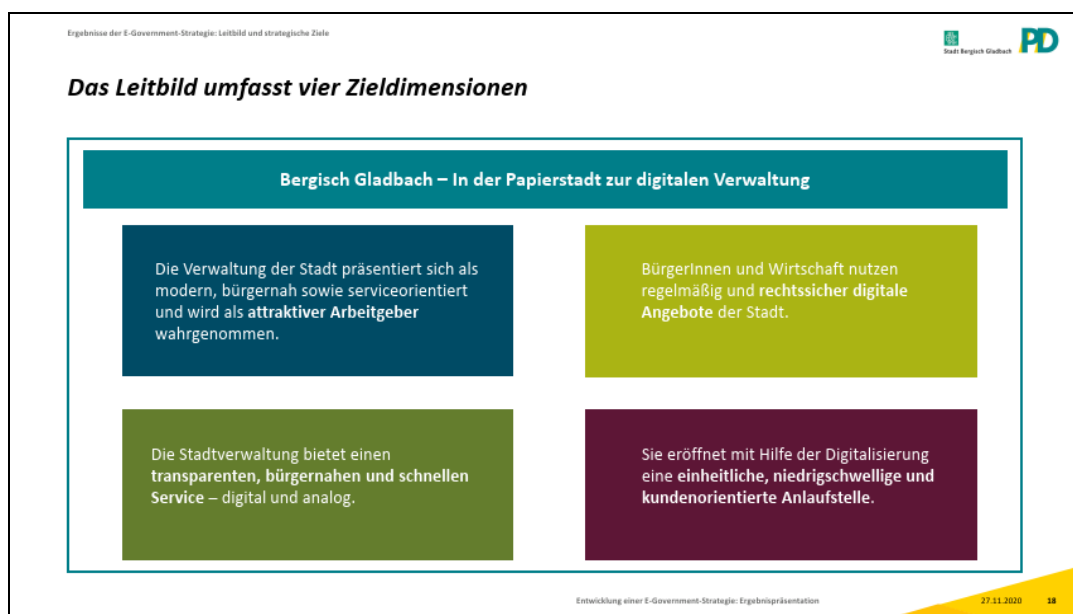 Ergebnisse der E-Government-Strategie: Leitbild und strategische Ziele
Stadt Bergisch Gladbach
PD
Das Leitbild umfasst vier Zieldimensionen
Bergisch Gladbach – In der Papierstadt zur digitalen Verwaltung
Die Verwaltung der Stadt präsentiert sich als
modern, bürgernah sowie serviceorientiert
und wird als attraktiver Arbeitgeber
wahrgenommen.
BürgerInnen und Wirtschaft nutzen
regelmäßig und rechtssicher digitale
Angebote der Stadt.
Die Stadtverwaltung bietet einen
transparenten, bürgernahen und schnellen
Service – digital und analog.
Sie eröffnet mit Hilfe der Digitalisierung
eine einheitliche, niedrigschwellige und
kundenorientierte Anlaufstelle.
Entwicklung einer E-Government-Strategie: Ergebnispräsentation
27.11.2020
18